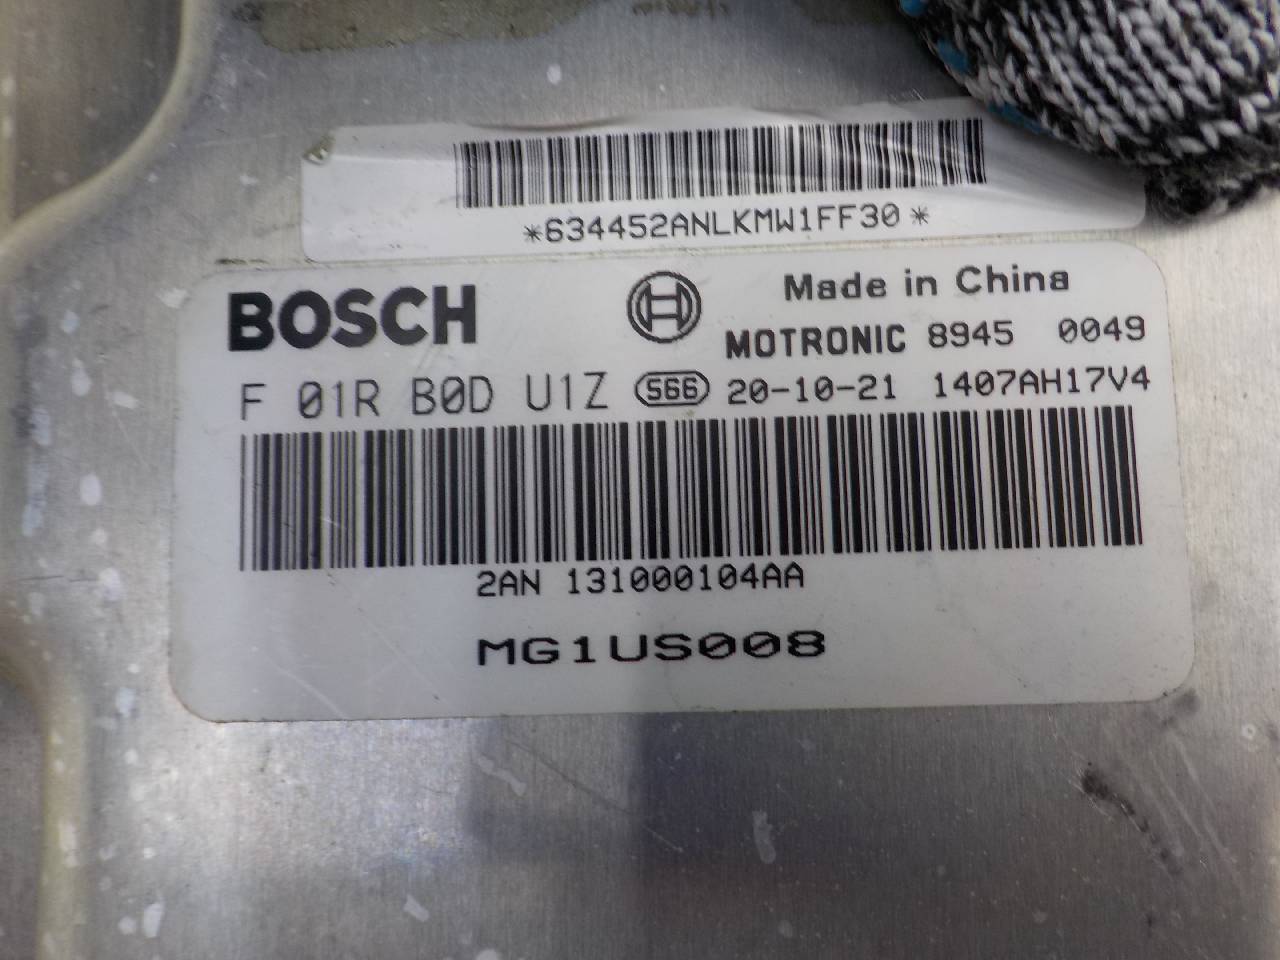 *634452ANLKMW1FF30*
BOSCH
Made in China
MOTRONIC 8945 0049
F 01R B0D U1Z 566 20-10-21 1407AH17V4
2AN 131000104AA
MG1US008